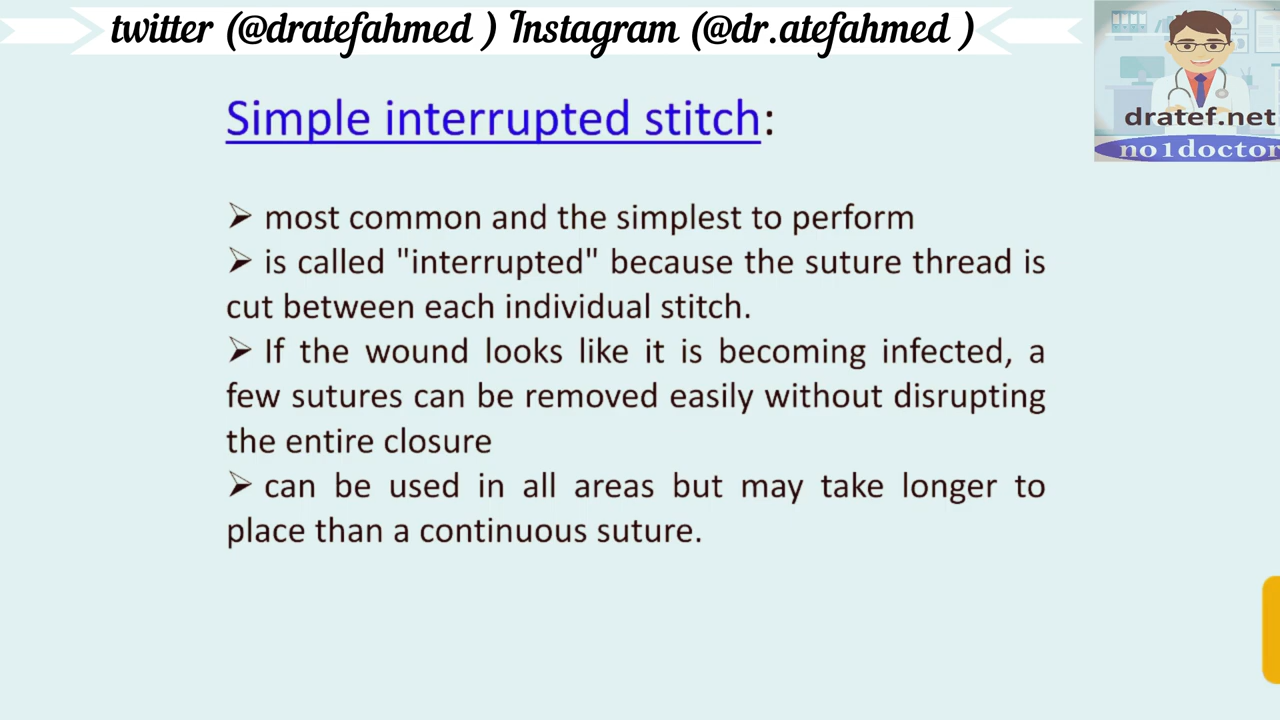 twitter (@dratefahmed ) Instagram (@dr.atefahmed )
dratef.net
no1doctor
Simple interrupted stitch:
➢ most common and the simplest to perform
➢ is called "interrupted" because the suture thread is
cut between each individual stitch.
➢ If the wound looks like it is becoming infected, a
few sutures can be removed easily without disrupting
the entire closure
➢ can be used in all areas but may take longer to
place than a continuous suture.